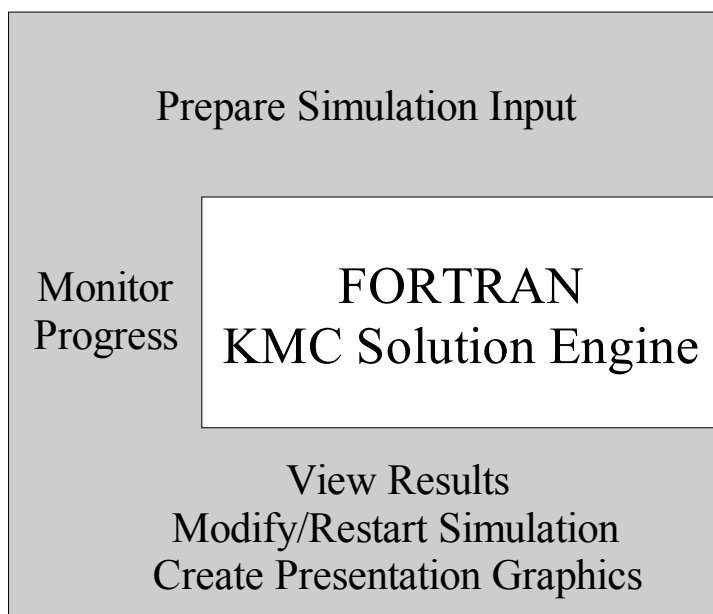 Prepare Simulation Input
Monitor
Progress
FORTRAN
KMC Solution Engine
View Results
Modify/Restart Simulation
Create Presentation Graphics